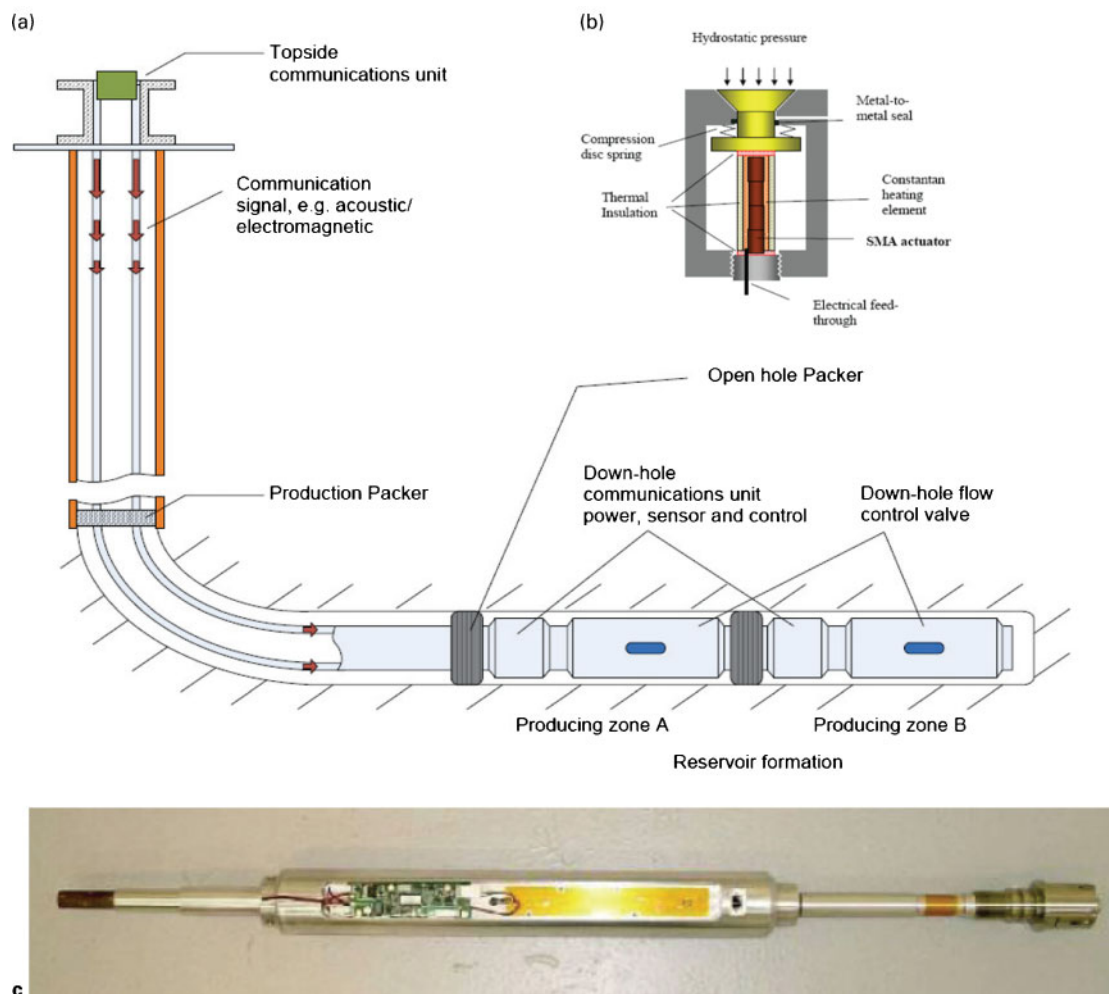 (a)
Topside
communications unit
Communication
signal, e.g. acoustic/
electromagnetic
Production Packer
(b)
Hydrostatic pressure
Metal-to-
metal seal
Compression
disc spring
Thermal
Insulation
Constantan
heating
element
SMA actuator
Electrical feed-
through
Open hole Packer
Down-hole
communications unit
power, sensor and control
Down-hole flow
control valve
Producing zone A
Producing zone B
Reservoir formation
c